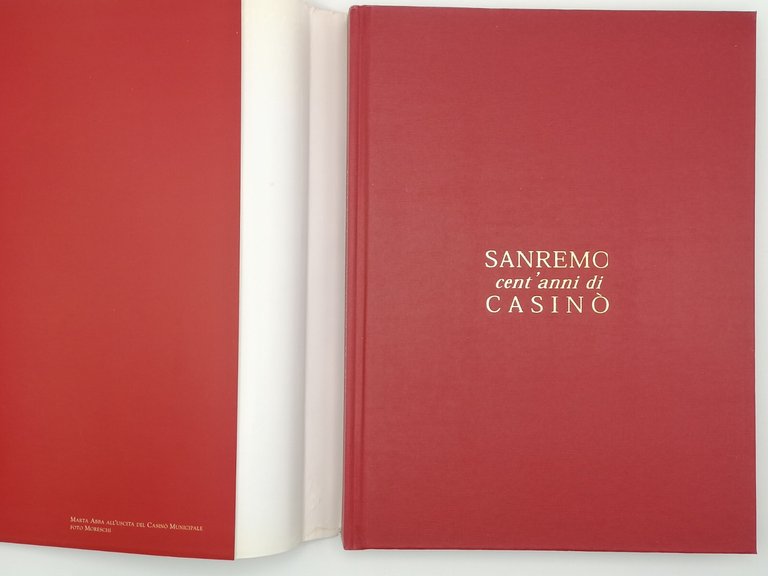 MARTA ABBA ALL'USCITA DEL CASINÒ MUNICIPALE
FOTO MORESCHI
SANREMO
cent'anni di
CASINÒ